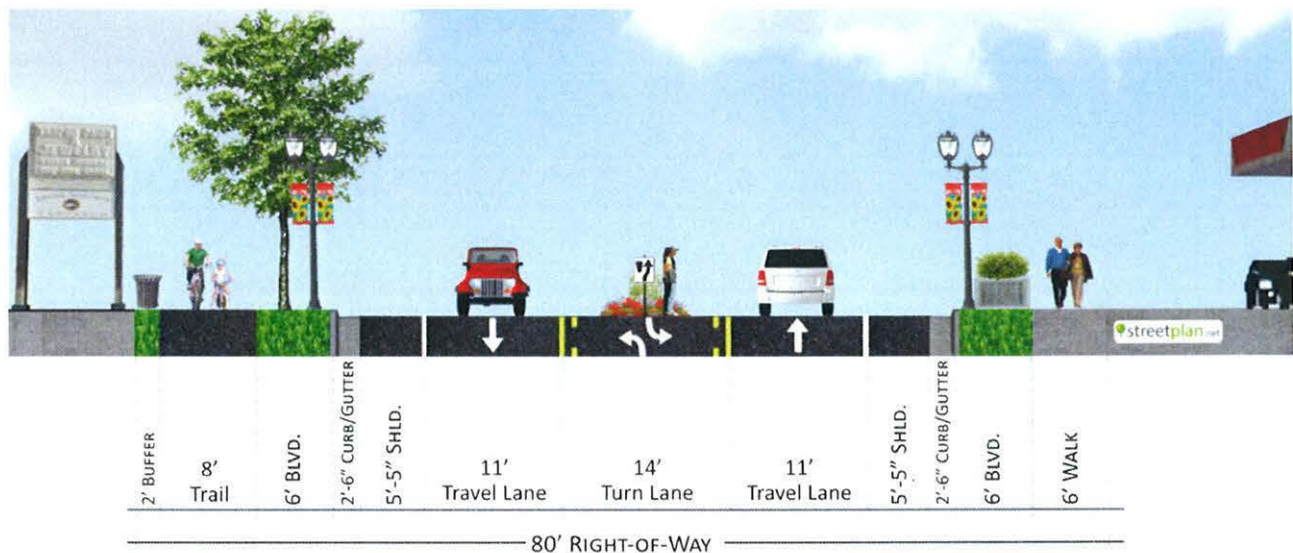 streetplan.net
2' BUFFER
8'
Trail
6' BLVD.
2'-6" CURB/GUTTER
5'-5" SHLD.
11'
Travel Lane
14'
Turn Lane
11'
Travel Lane
5'-5" SHLD.
2'-6" CURB/GUTTER
6' BLVD.
6' WALK
80' RIGHT-OF-WAY